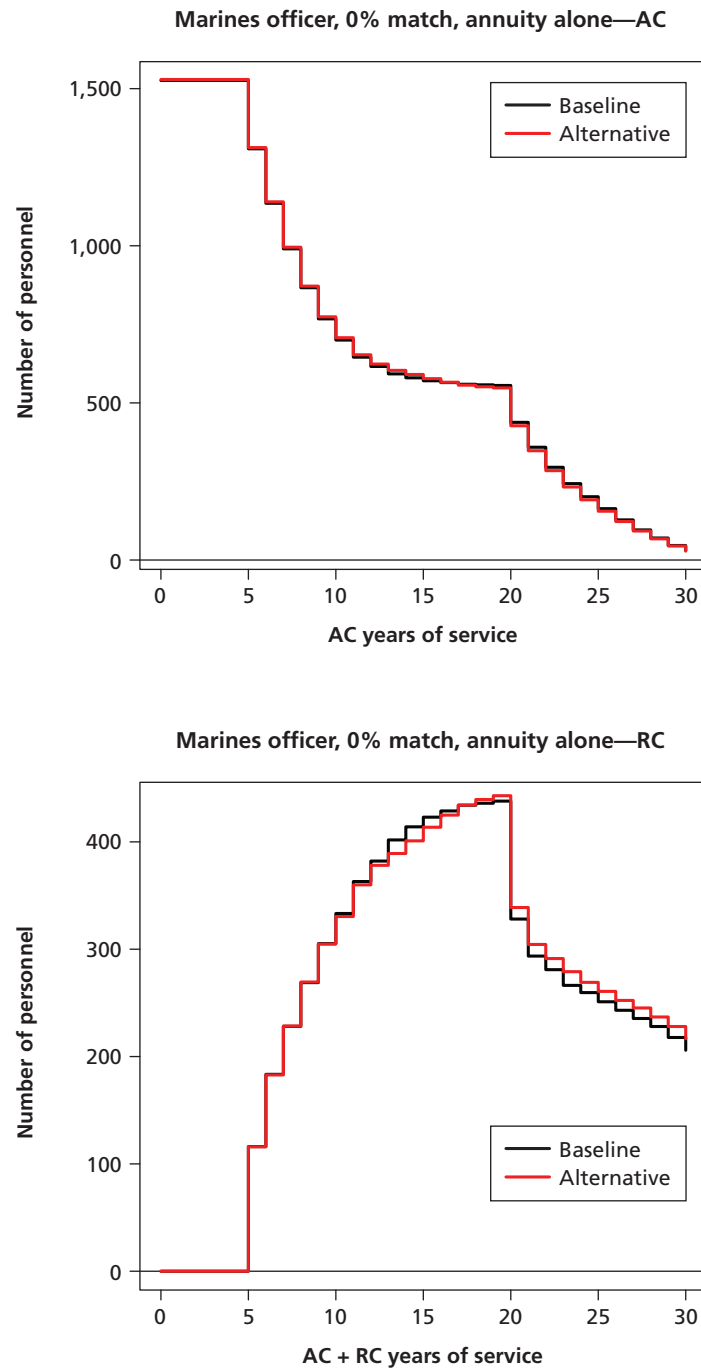 Marines officer, 0% match, annuity alone—AC
1,500
1,000
500
0
Number of personnel
Baseline
Alternative
0 5 10 15 20 25 30
AC years of service
Marines officer, 0% match, annuity alone—RC
400
300
200
100
0
Number of personnel
Baseline
Alternative
0 5 10 15 20 25 30
AC + RC years of service